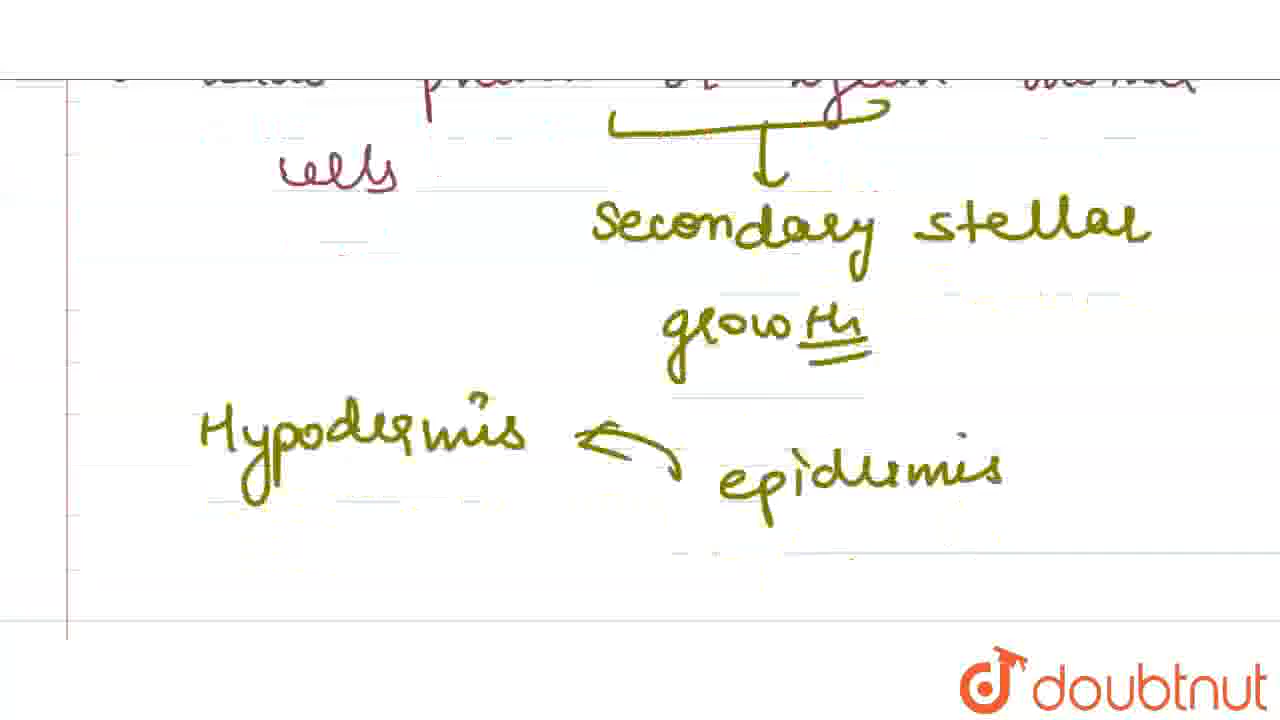 cells
Secondary stellar
growth
Hypodermis epidermis
doubtnut